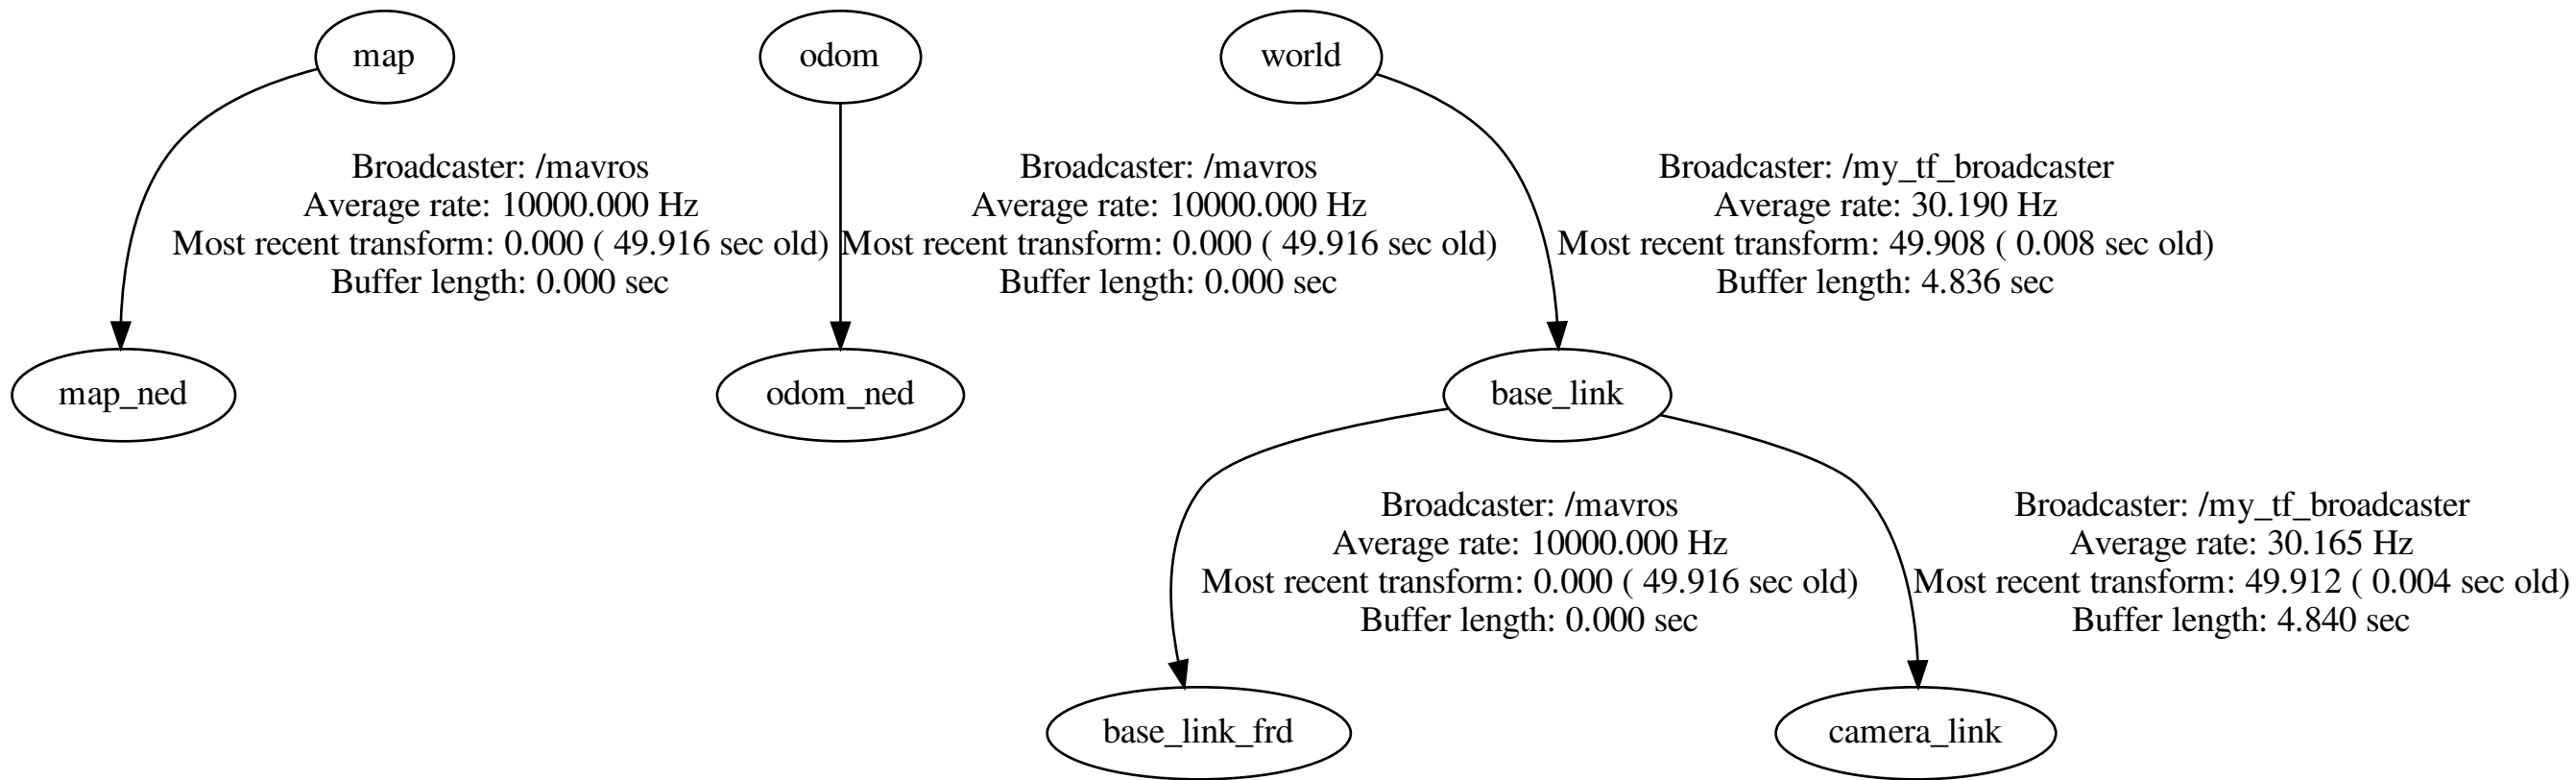 map
odom
world
Broadcaster: /mavros
Average rate: 10000.000 Hz
Most recent transform: 0.000 ( 49.916 sec old)
Buffer length: 0.000 sec
Broadcaster: /mavros
Average rate: 10000.000 Hz
Most recent transform: 0.000 ( 49.916 sec old)
Buffer length: 0.000 sec
Broadcaster: /my_tf_broadcaster
Average rate: 30.190 Hz
Most recent transform: 49.908 ( 0.008 sec old)
Buffer length: 4.836 sec
map_ned
odom_ned
base_link
Broadcaster: /mavros
Average rate: 10000.000 Hz
Most recent transform: 0.000 ( 49.916 sec old)
Buffer length: 0.000 sec
Broadcaster: /my_tf_broadcaster
Average rate: 30.165 Hz
Most recent transform: 49.912 ( 0.004 sec old)
Buffer length: 4.840 sec
base_link_frd
camera_link